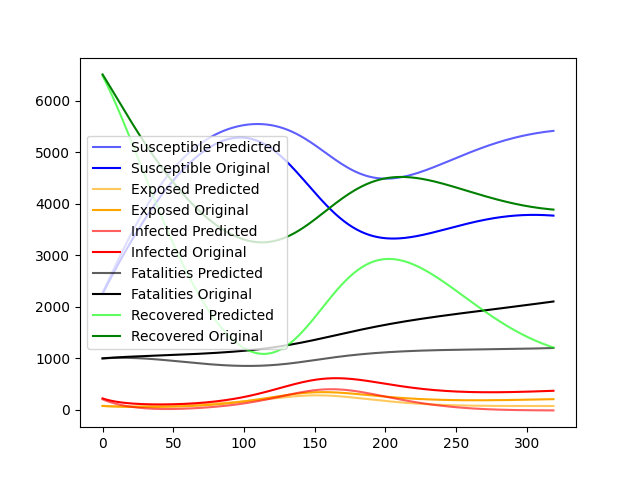 6000
5000
4000
3000
2000
1000
0
Susceptible Predicted
Susceptible Original
Exposed Predicted
Exposed Original
Infected Predicted
Infected Original
Fatalities Predicted
Fatalities Original
Recovered Predicted
Recovered Original
0 50 100 150 200 250 300